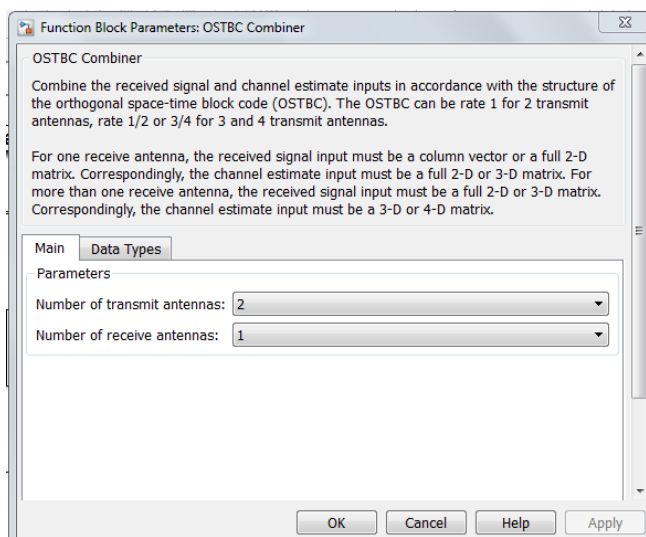 Function Block Parameters: OSTBC Combiner
OSTBC Combiner
Combine the received signal and channel estimate inputs in accordance with the structure of
the orthogonal space-time block code (OSTBC). The OSTBC can be rate 1 for 2 transmit
antennas, rate 1/2 or 3/4 for 3 and 4 transmit antennas.
For one receive antenna, the received signal input must be a column vector or a full 2-D
matrix. Correspondingly, the channel estimate input must be a full 2-D or 3-D matrix. For
more than one receive antenna, the received signal input must be a full 2-D or 3-D matrix.
Correspondingly, the channel estimate input must be a 3-D or 4-D matrix.
Main Data Types
Parameters
Number of transmit antennas: 2
Number of receive antennas: 1
OK Cancel Help Apply